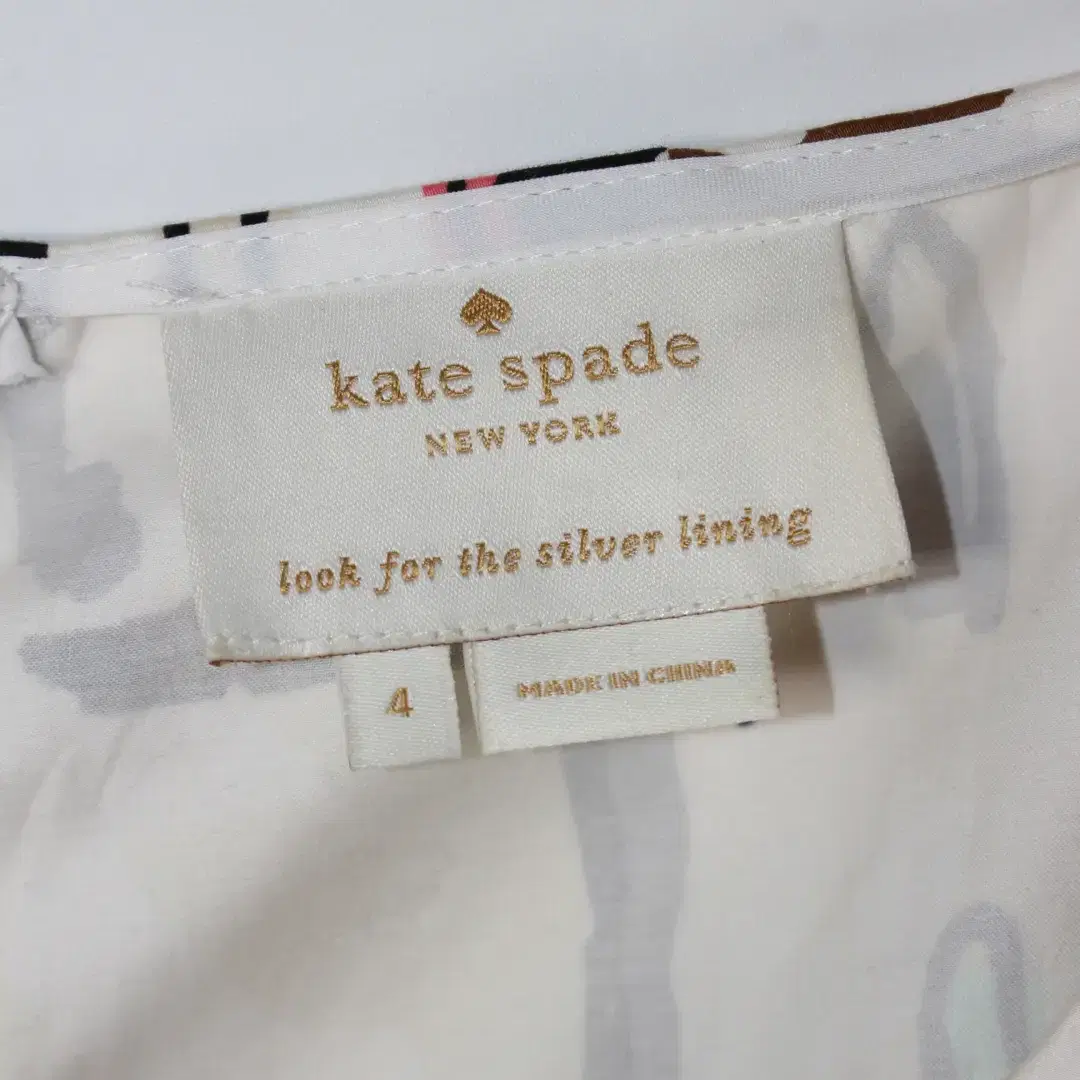 kate spade
NEW YORK
look for the silver lining
4
MADE IN CHINA